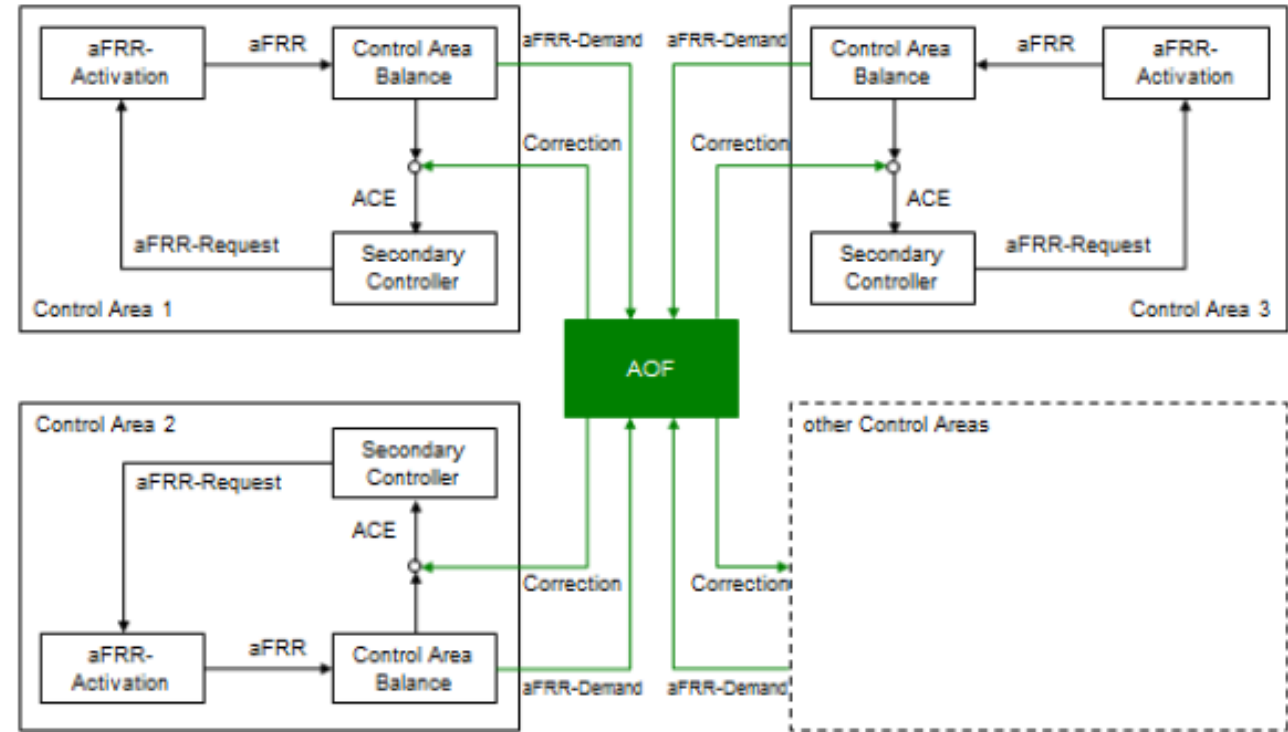 aFRR-
Activation
aFRR
Control Area
Balance
aFRR-Demand
Correction
ACE
aFRR-Request
Secondary
Controller
Control Area 1
aFRR-Demand
Control Area
Balance
aFRR
aFRR-
Activation
Correction
ACE
aFRR-Request
Secondary
Controller
Control Area 3
AOF
Control Area 2
Secondary
Controller
aFRR-Request
ACE
Correction
aFRR-
Activation
aFRR
Control Area
Balance
aFRR-Demand
other Control Areas
Correction
aFRR-Demand